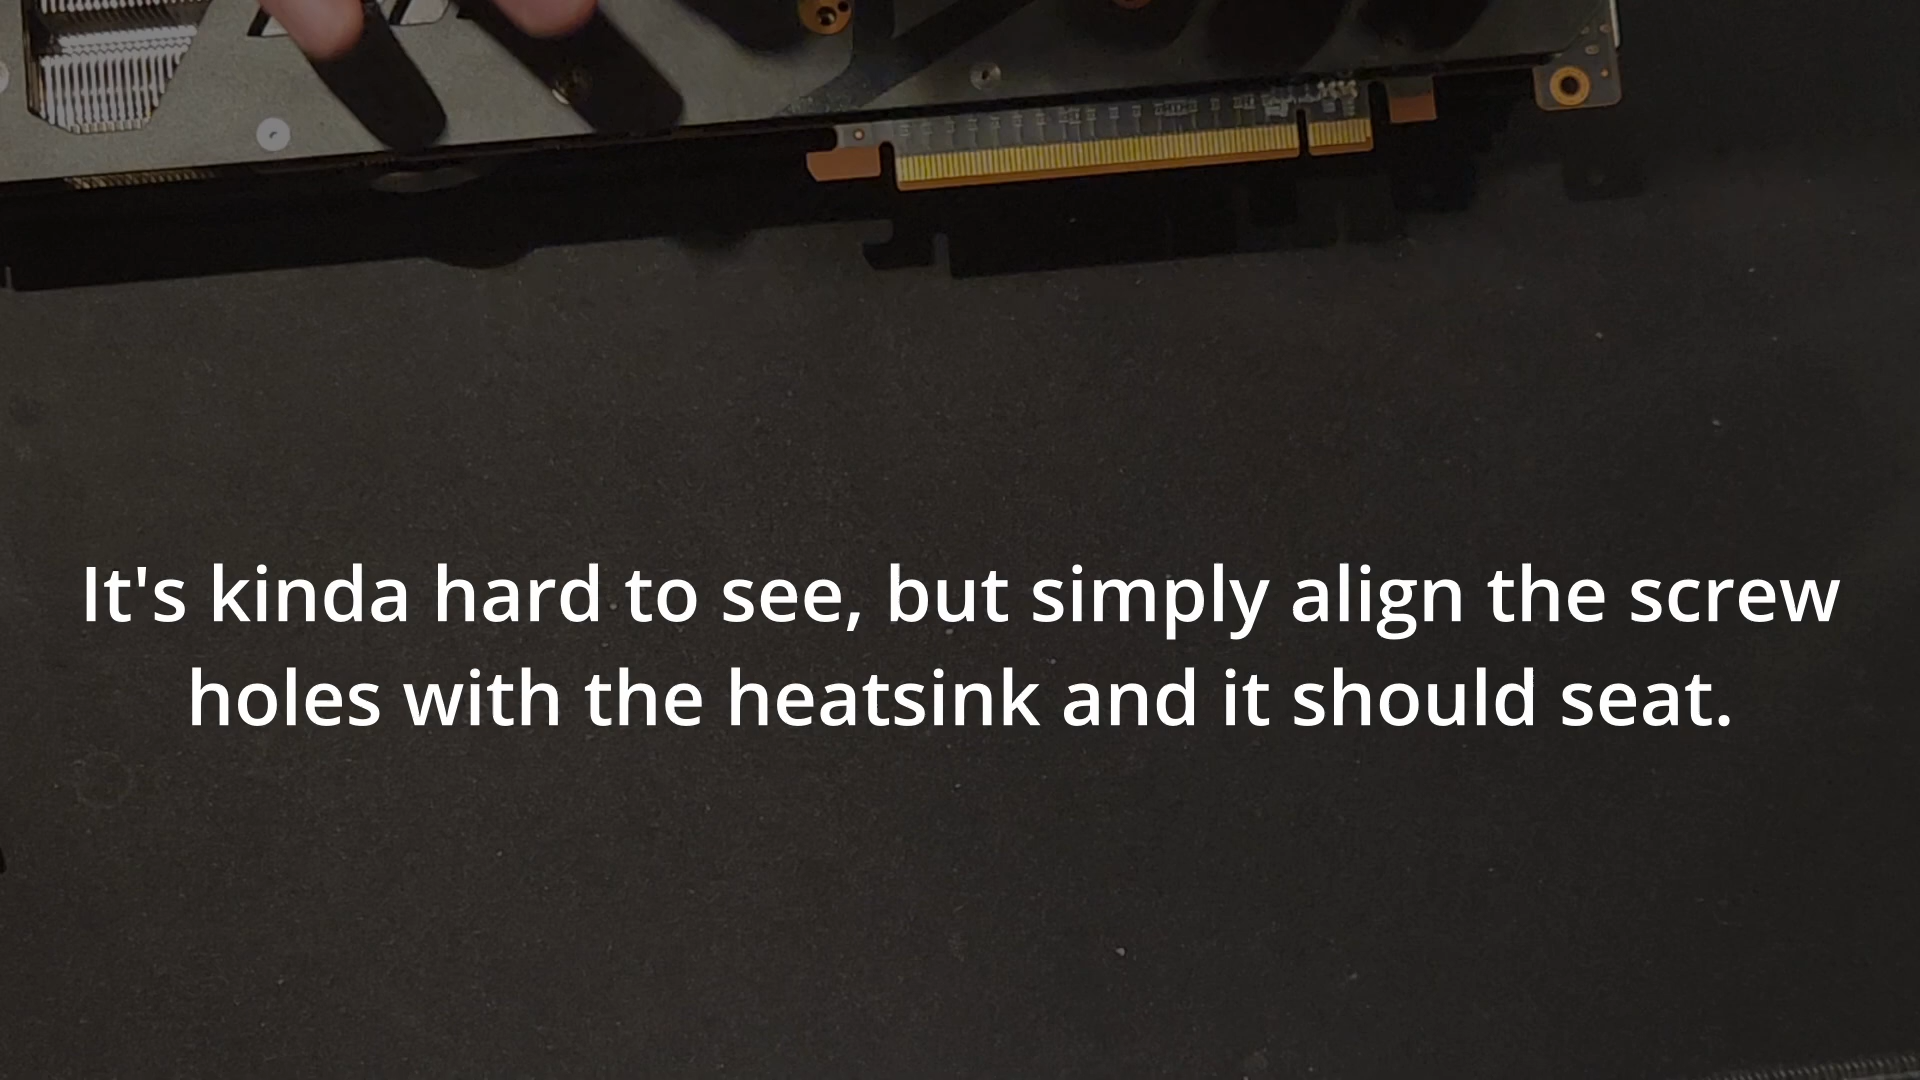 It's kinda hard to see, but simply align the screw
holes with the heatsink and it should seat.